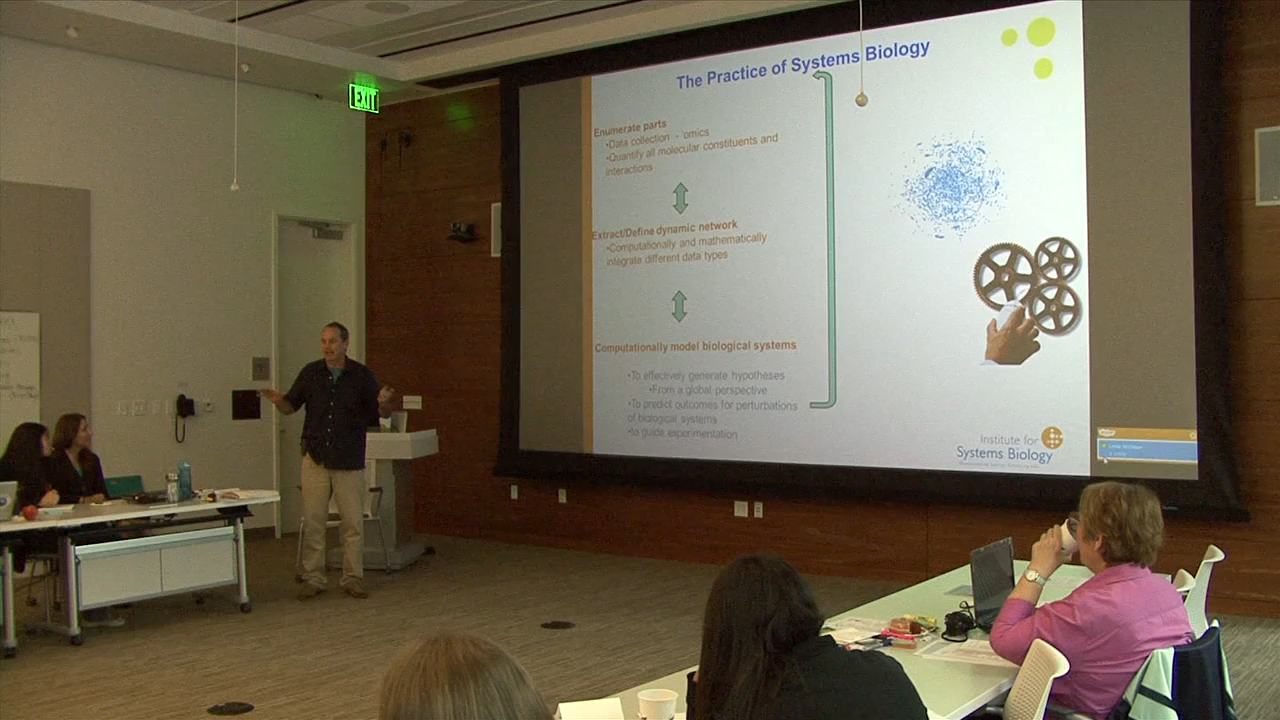 EXIT
The Practice of Systems Biology
Enumerate parts
•Data collection - 'omics
•Quantify all molecular constituents and
interactions
Extract/Define dynamic network
•Computationally and mathematically
integrate different data types
Computationally model biological systems
•To effectively generate hypotheses
•From a global perspective
•To predict outcomes for perturbations
of biological systems
•to guide experimentation
Institute for
Systems Biology